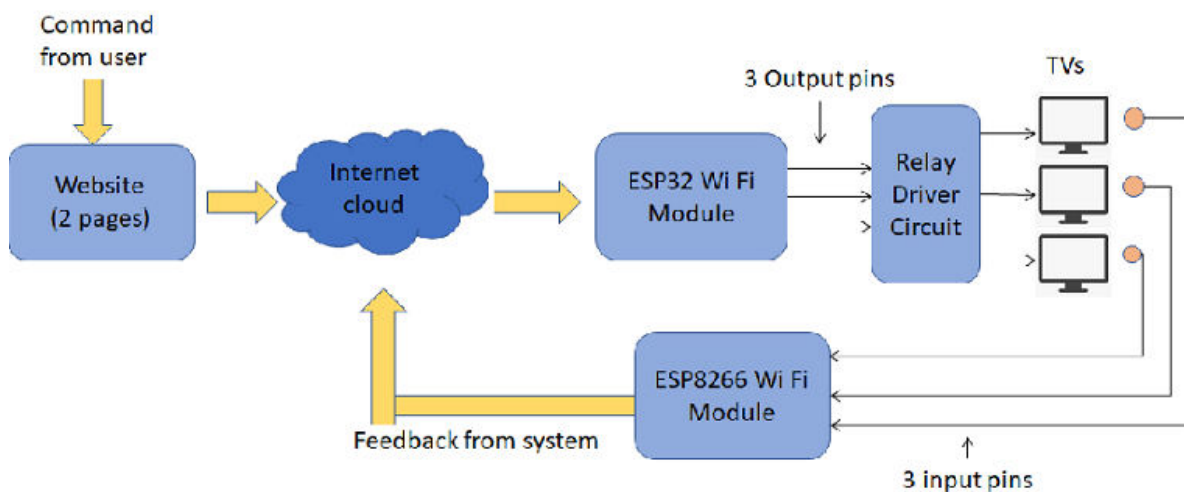 Command
from user
Website
(2 pages)
Internet
cloud
ESP32 Wi Fi
Module
3 Output pins
Relay
Driver
Circuit
TVs
ESP8266 Wi Fi
Module
Feedback from system
3 input pins